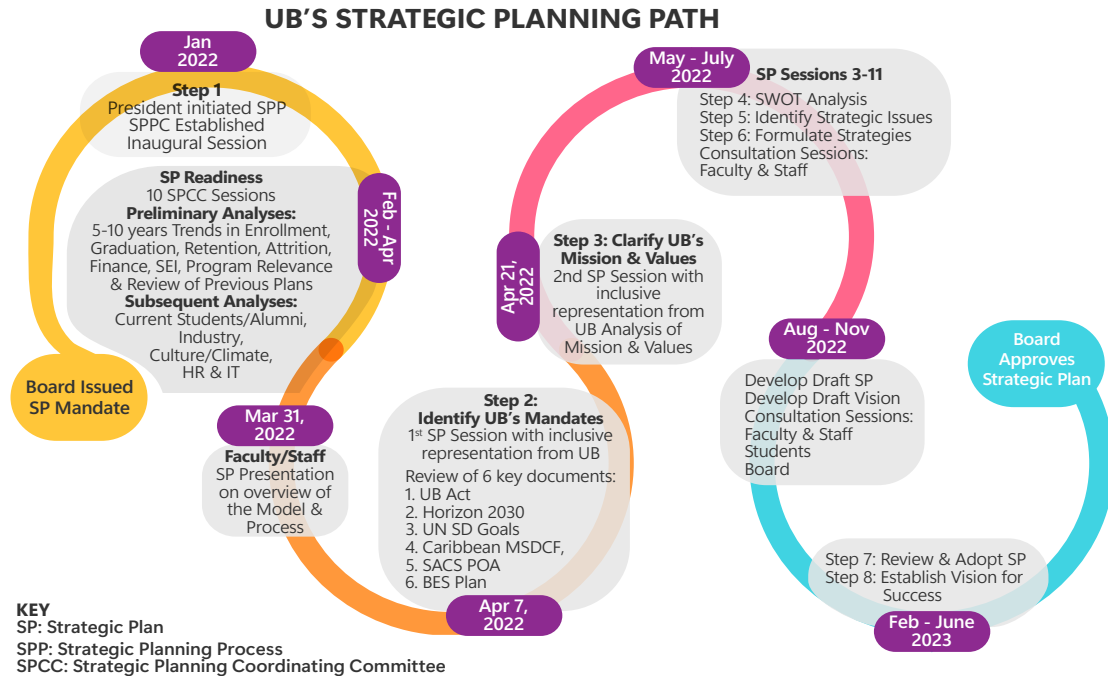 UB'S STRATEGIC PLANNING PATH
Board Issued
SP Mandate
Jan
2022
Step 1
President initiated SPP
SPPC Established
Inaugural Session
Feb - Apr
2022
SP Readiness
10 SPCC Sessions
Preliminary Analyses:
5-10 years Trends in Enrollment,
Graduation, Retention, Attrition,
Finance, SEI, Program Relevance
& Review of Previous Plans
Subsequent Analyses:
Current Students/Alumni,
Industry,
Culture/Climate,
HR & IT
Mar 31,
2022
Faculty/Staff
SP Presentation
on overview of
the Model &
Process
Apr 7,
2022
Step 2:
Identify UB's Mandates
1st SP Session with inclusive
representation from UB
Review of 6 key documents:
1. UB Act
2. Horizon 2030
3. UN SD Goals
4. Caribbean MSDCF,
5. SACS POA
6. BES Plan
Apr 21,
2022
Step 3: Clarify UB's
Mission & Values
2nd SP Session with
inclusive
representation from
UB Analysis of
Mission & Values
May - July
2022
SP Sessions 3-11
Step 4: SWOT Analysis
Step 5: Identify Strategic Issues
Step 6: Formulate Strategies
Consultation Sessions:
Faculty & Staff
Aug - Nov
2022
Develop Draft SP
Develop Draft Vision
Consultation Sessions:
Faculty & Staff
Students
Board
Feb - June
2023
Step 7: Review & Adopt SP
Step 8: Establish Vision for
Success
Board
Approves
Strategic Plan
KEY
SP: Strategic Plan
SPP: Strategic Planning Process
SPCC: Strategic Planning Coordinating Committee